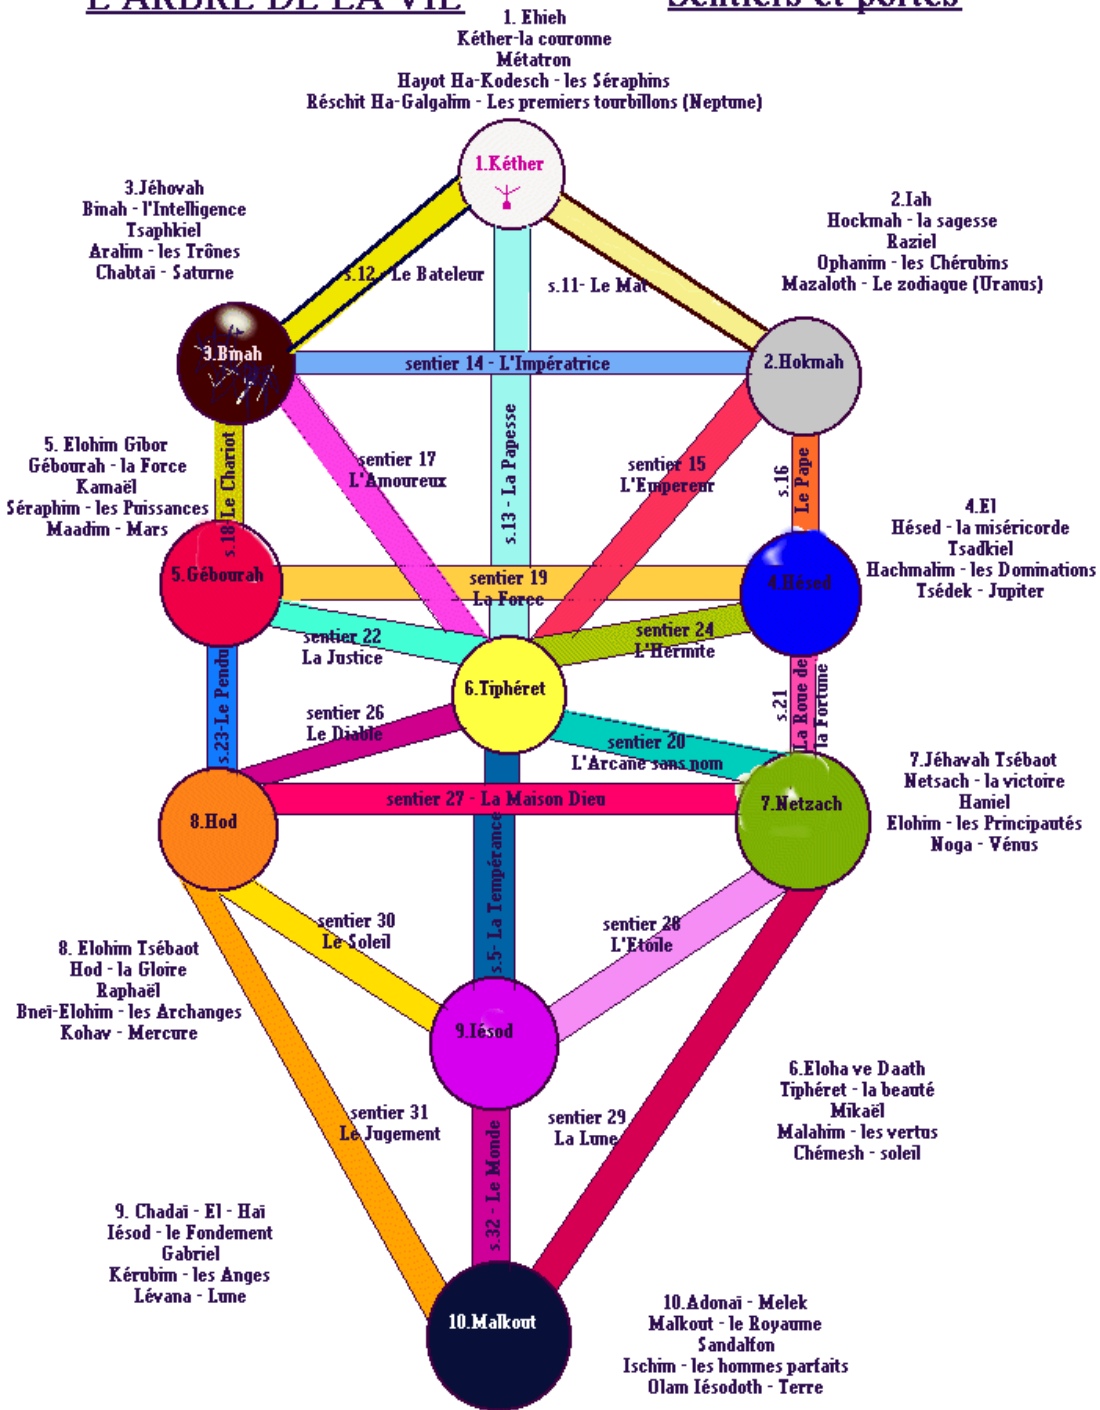 L'ARBRE DE LA VIE
Sentiers et portes
1. Ehieh
Kéther-la couronne
Métatron
Hayot Ha-Kodesch - les Séraphins
Réschit Ha-Galgalim - Les premiers tourbillons (Neptune)
1.Kéther
3.Jéhovah
Binah - l'Intelligence
Tsaphkiel
Aralim - les Trônes
Chabtaï - Saturne
2.Iah
Hockmah - la sagesse
Raziel
Ophanim - les Chérubins
Mazaloth - Le zodiaque (Uranus)
s.12- Le Bateleur
s.11- Le Mat
3.Binah
sentier 14 - L'Impératrice
2.Hokmah
5. Elohim Gibor
Gébourah - la Force
Kamaël
Séraphim - les Puissances
Maadim - Mars
s.18-Le Chariot
sentier 17
L'Amoureux
s.13 - La Papesse
sentier 15
L'Empereur
s.16
Le Pape
4.El
Hésed - la miséricorde
Tsadkiel
Hachmalim - les Dominations
Tsédek - Jupiter
5.Gébourah
sentier 19
La Force
4.Hésed
sentier 22
La Justice
sentier 24
L'Hermite
6.Tiphéret
s.23-Le Pendu
sentier 26
Le Diable
sentier 20
L'Arcane sans nom
s.21
La Roue de
la Fortune
7.Jéhavah Tsébaot
Netsach - la victoire
Haniel
Elohim - les Principautés
Noga - Vénus
8.Hod
sentier 27 - La Maison Dieu
7.Netzach
s.5- La Tempérance
sentier 30
Le Soleil
sentier 28
L'Etoile
8. Elohim Tsébaot
Hod - la Gloire
Raphaël
Bneï-Elohim - les Archanges
Kohav - Mercure
9.Iésod
6.Eloha ve Daath
Tiphéret - la beauté
Mikaël
Malahim - les vertus
Chémesh - soleil
sentier 31
Le Jugement
sentier 29
La Lune
s.32 - Le Monde
9. Chadaï - El - Haï
Iésod - le Fondement
Gabriel
Kérubim - les Anges
Lévana - Lune
10.Malkout
10.Adonaï - Melek
Malkout - le Royaume
Sandalfon
Ischim - les hommes parfaits
Olam Iésodoth - Terre